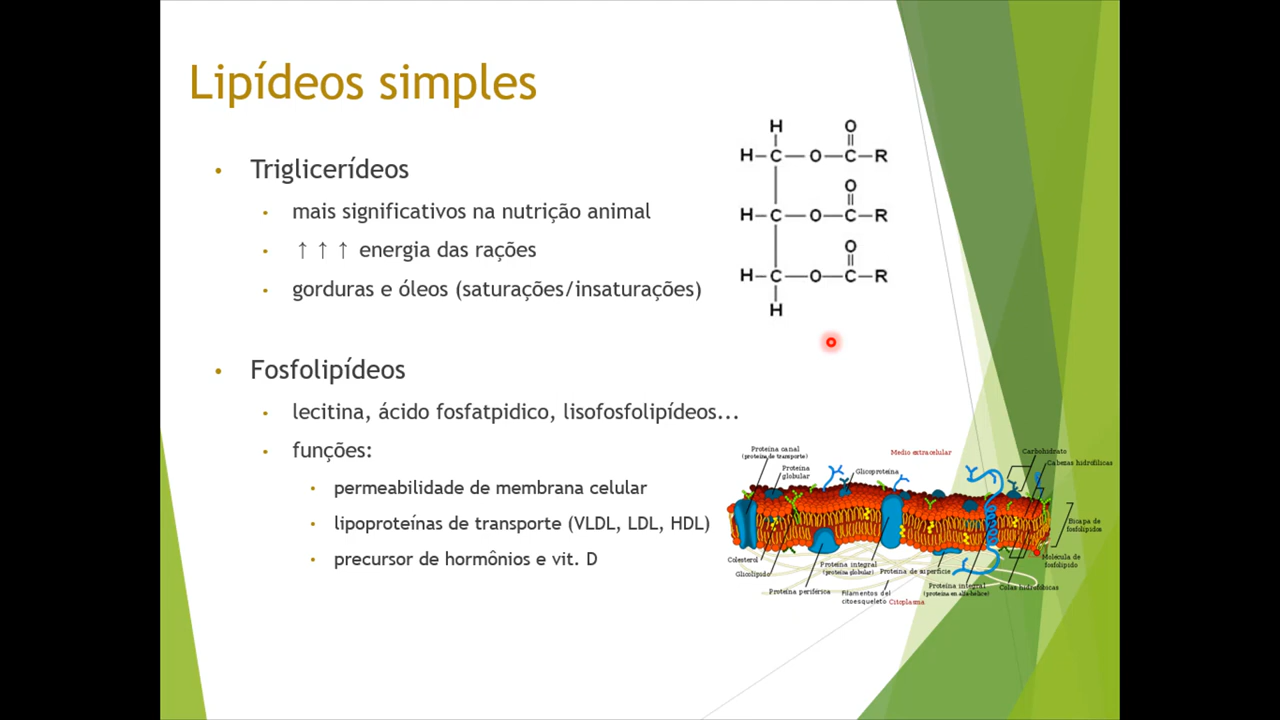 Lipídeos simples
• Triglicerídeos
• mais significativos na nutrição animal
• ↑ ↑ ↑ energia das rações
• gorduras e óleos (saturações/insaturações)
• Fosfolipídeos
• lecitina, ácido fosfatpidico, lisofosfolipídeos...
• funções:
• permeabilidade de membrana celular
• lipoproteínas de transporte (VLDL, LDL, HDL)
• precursor de hormônios e vit. D
H O
H–C—O—C–R
O
H–C—O—C–R
O
H–C—O—C–R
H
Proteína canal
(proteína de transporte)
Proteína
globular
Glicoproteína
Medio extracelular
Carbohidrato
Cabezas hidrofílicas
Bicapa de
fosfolípidos
Molécula de
fosfolípido
Colesterol
Glicolípido
Proteína periférica
Proteína integral
(proteína globular)
Filamentos del
citoesqueleto
Citoplasma
Proteína de superficie
Proteína integral
(proteína en alfa-hélice)
Colas hidrofóbicas